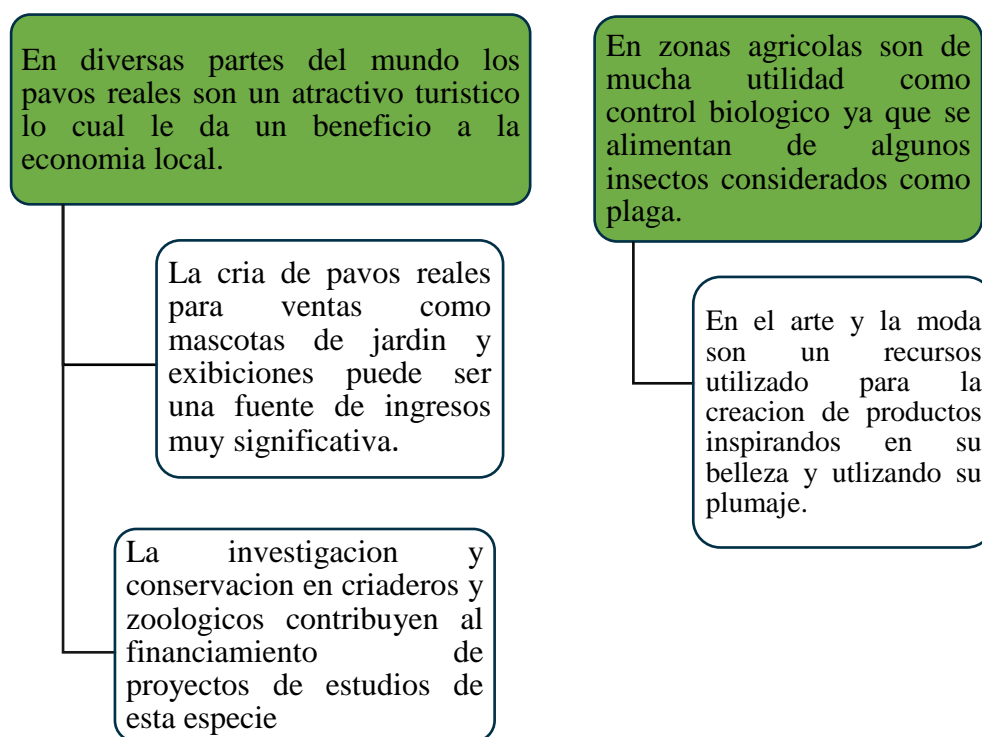 En diversas partes del mundo los
pavos reales son un atractivo turistico
lo cual le da un beneficio a la
economia local.
La cria de pavos reales
para ventas como
mascotas de jardin y
exibiciones puede ser
una fuente de ingresos
muy significativa.
La investigacion y
conservacion en criaderos y
zoologicos contribuyen al
financiamiento de
proyectos de estudios de
esta especie
En zonas agricolas son de
mucha utilidad como
control biologico ya que se
alimentan de algunos
insectos considerados como
plaga.
En el arte y la moda
son un recursos
utilizado para la
creacion de productos
inspirandos en su
belleza y utlizando su
plumaje.